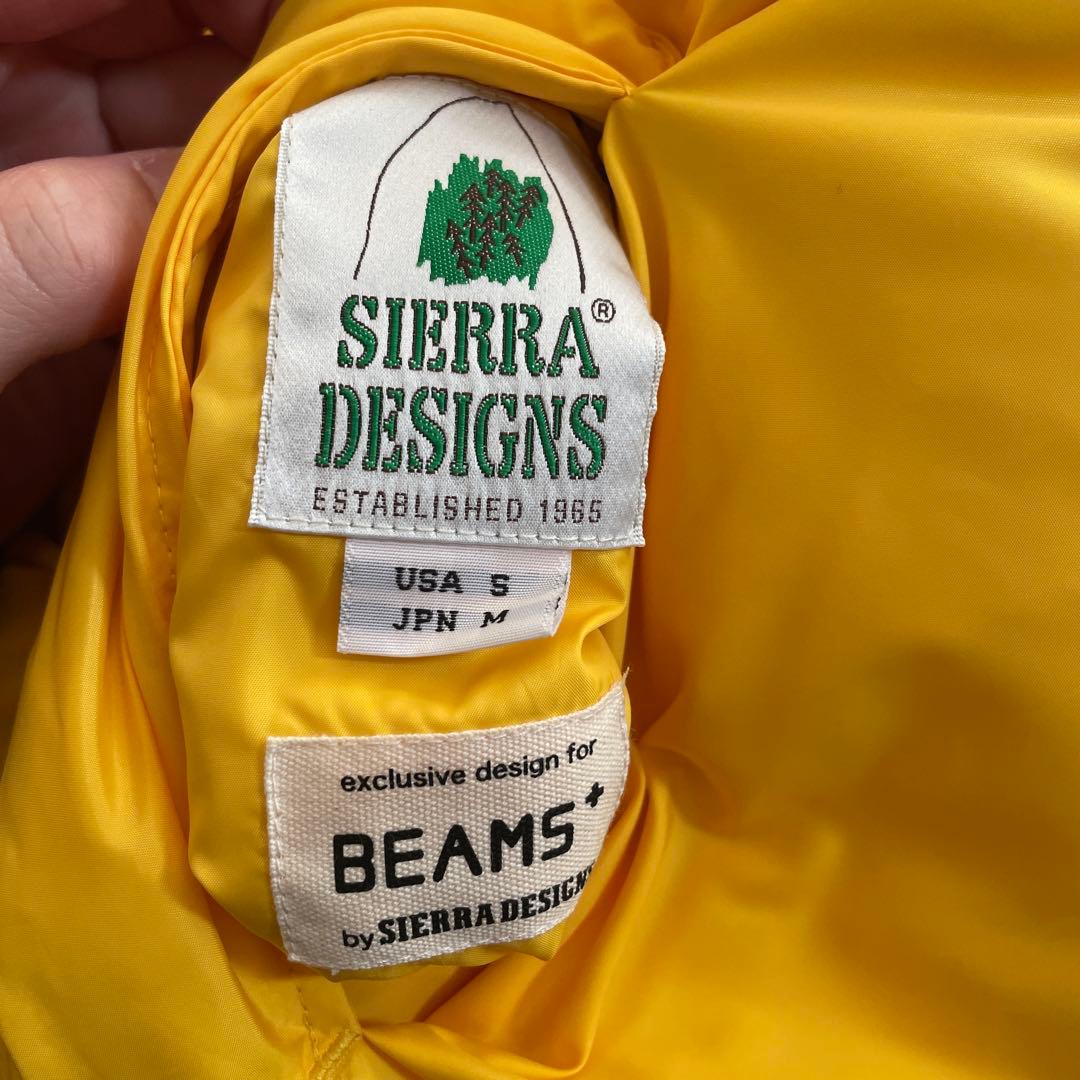 SIERRA®
DESIGNS
ESTABLISHED 1965
USA S
JPN M
exclusive design for
BEAMS+
by SIERRA DESIGNS